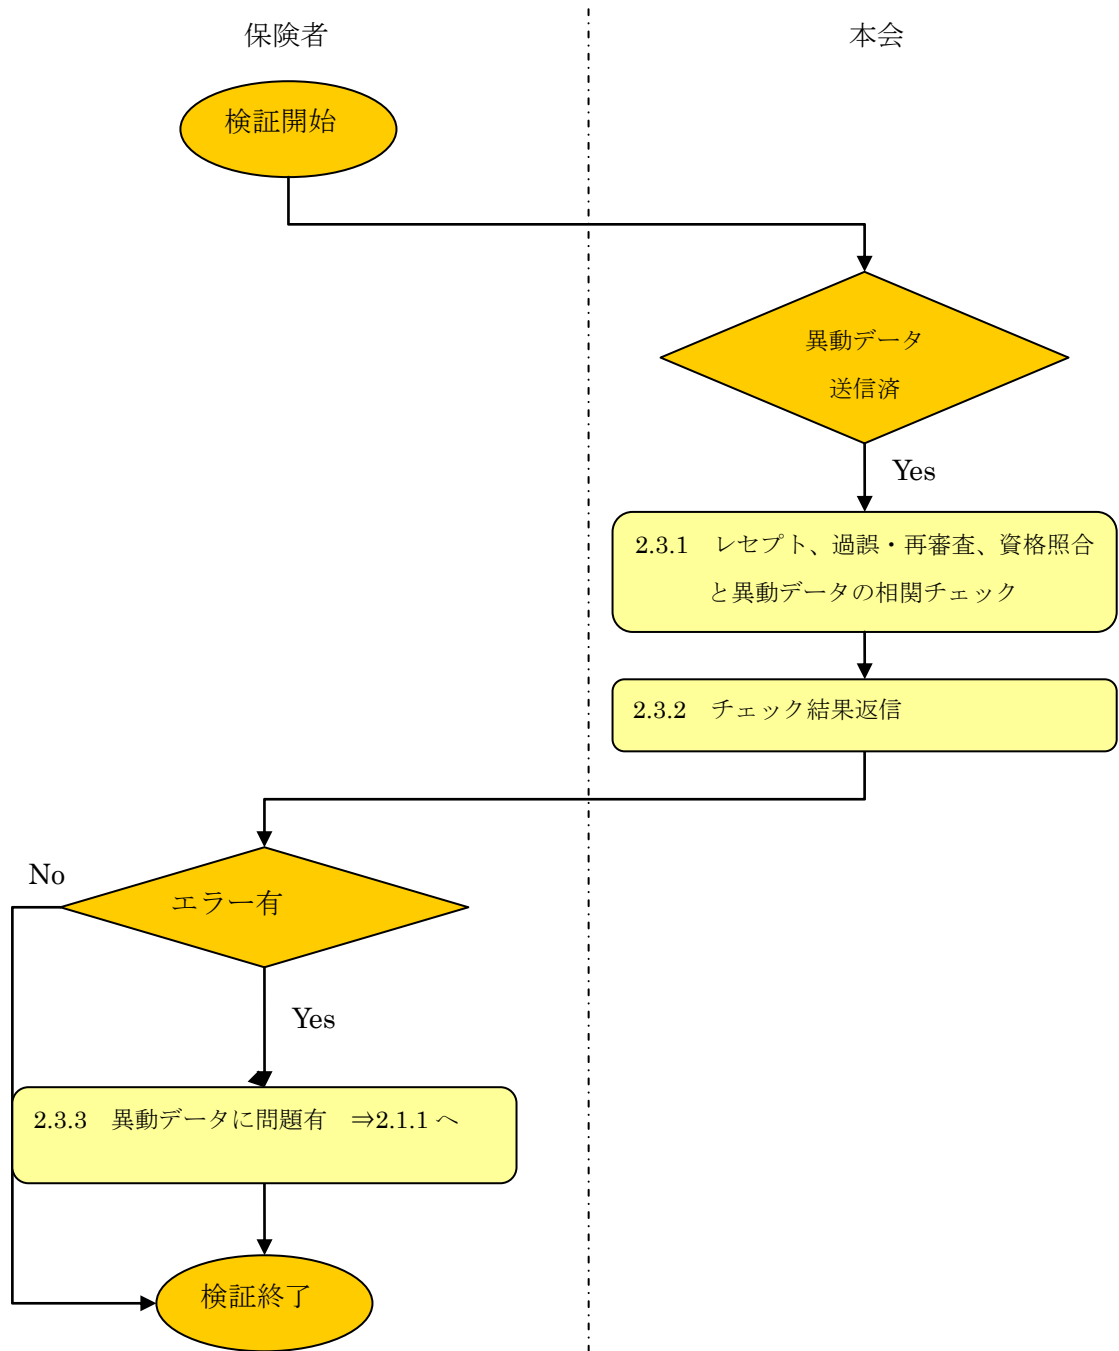 保険者
本会
検証開始
異動データ
送信済
Yes
2.3.1 レセプト、過誤・再審査、資格照合
と異動データの相関チェック
2.3.2 チェック結果返信
No
エラー有
Yes
2.3.3 異動データに問題有 ⇒2.1.1 へ
検証終了